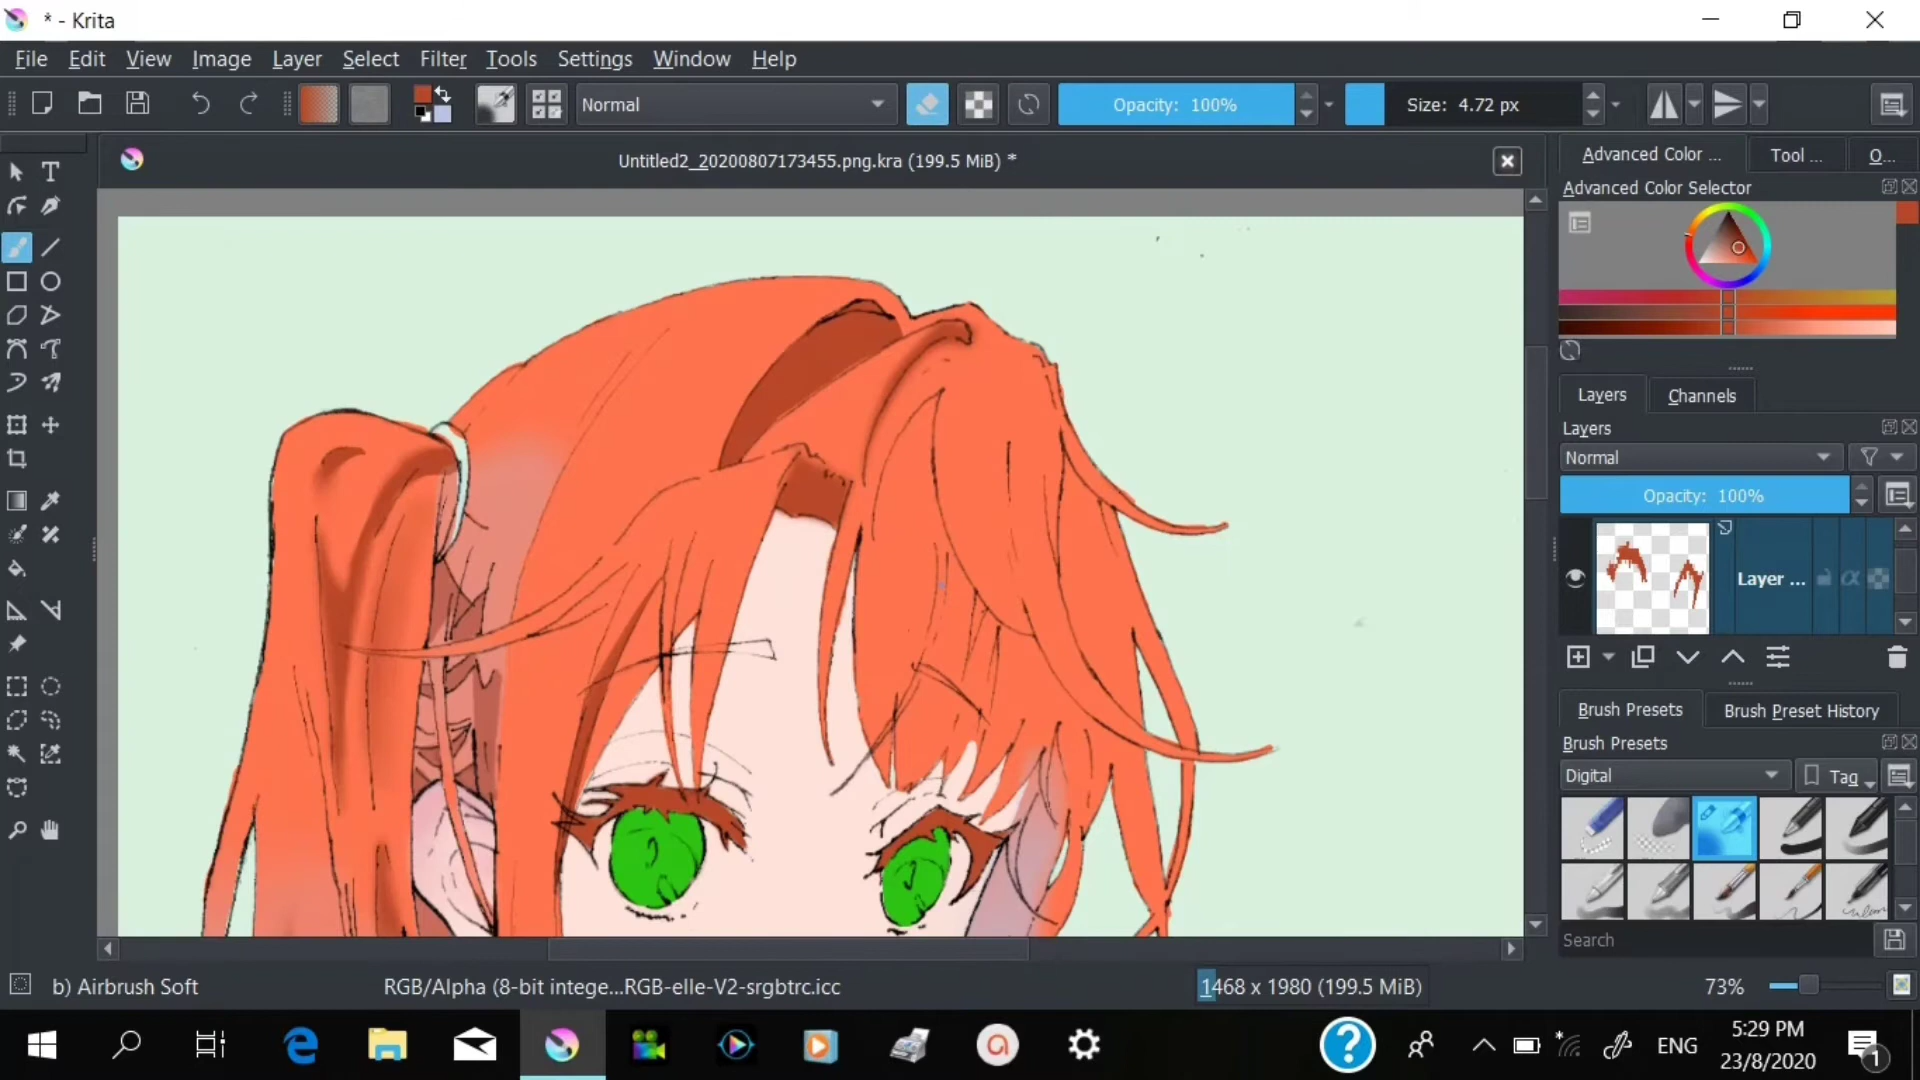 * - Krita
File Edit View Image Layer Select Filter Tools Settings Window Help
Normal Opacity: 100% Size: 4.72 px
Untitled2_20200807173455.png.kra (199.5 MiB) *
Advanced Color ... Tool ... O...
Advanced Color Selector
Layers Channels
Layers
Normal
Opacity: 100%
Layer ...
Brush Presets Brush Preset History
Brush Presets
Digital Tag
Search
b) Airbrush Soft RGB/Alpha (8-bit intege...RGB-elle-V2-srgbtrc.icc 1468 x 1980 (199.5 MiB) 73%
ENG
5:29 PM
23/8/2020
1